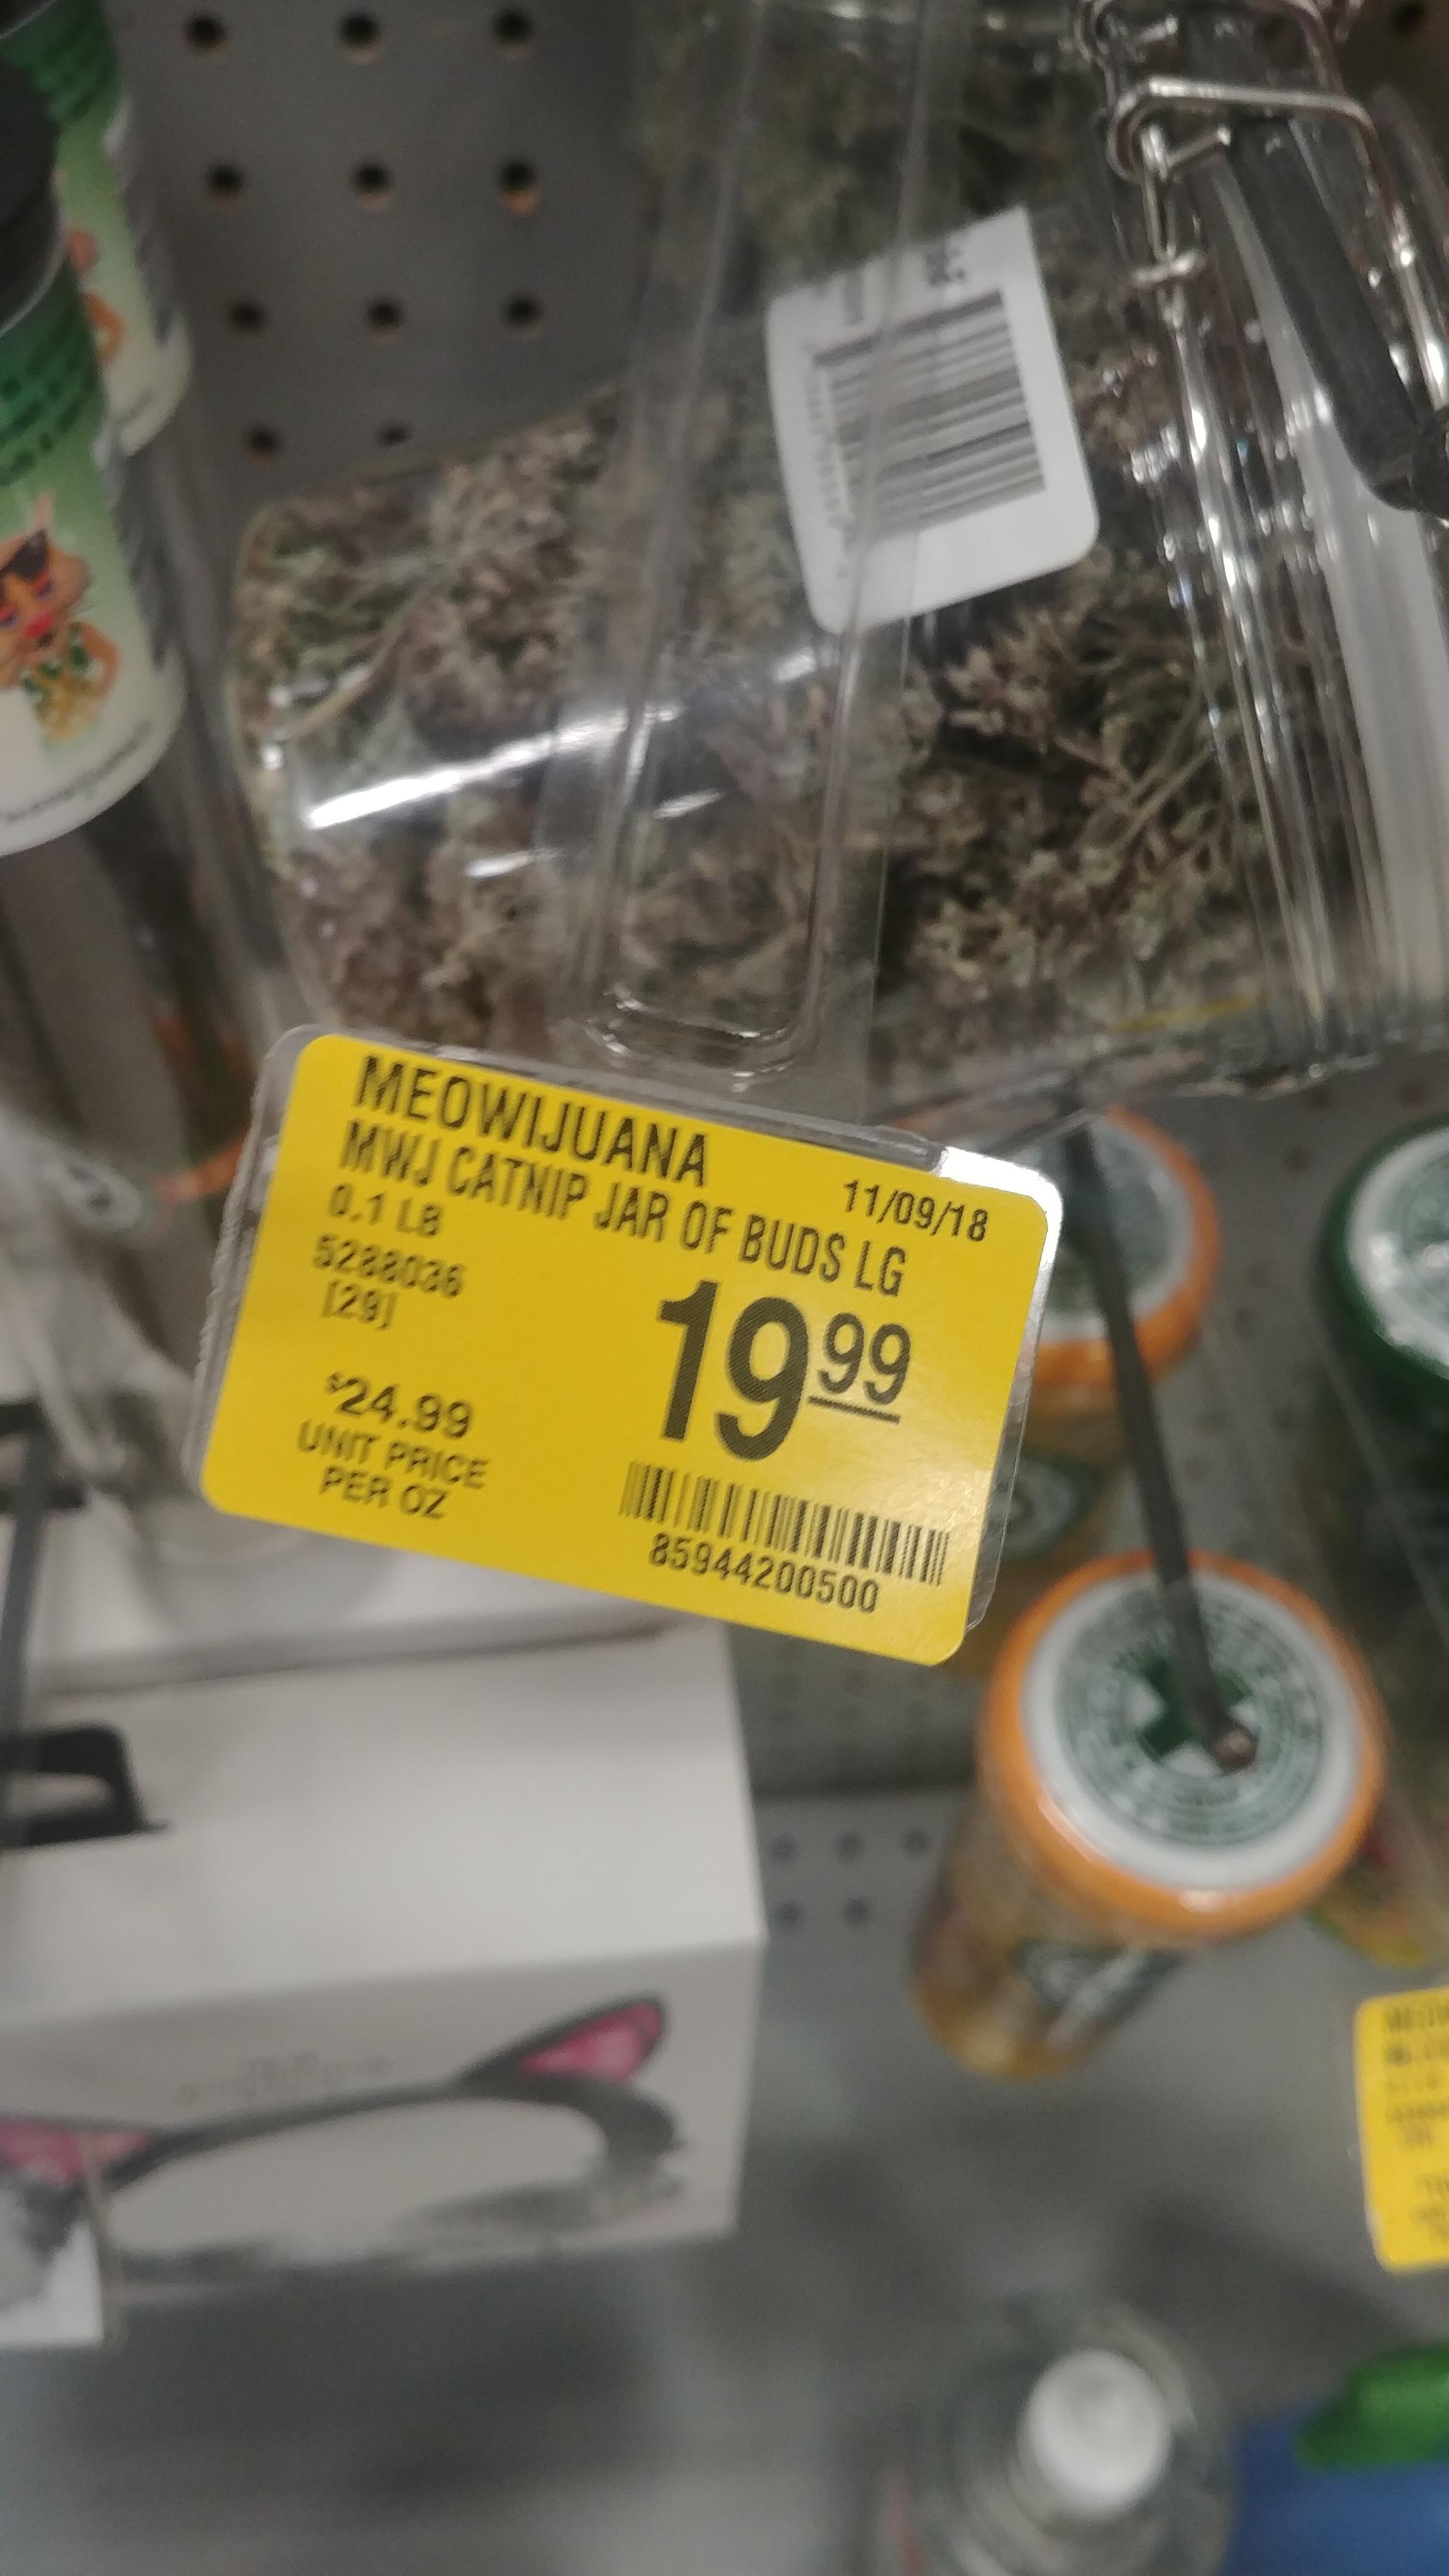 MEOWIJUANA
11/09/18
MWJ CATNIP JAR OF BUDS LG
0.1 LB
5288036
[29]
19.99
$24.99
UNIT PRICE
PER OZ
85944200500